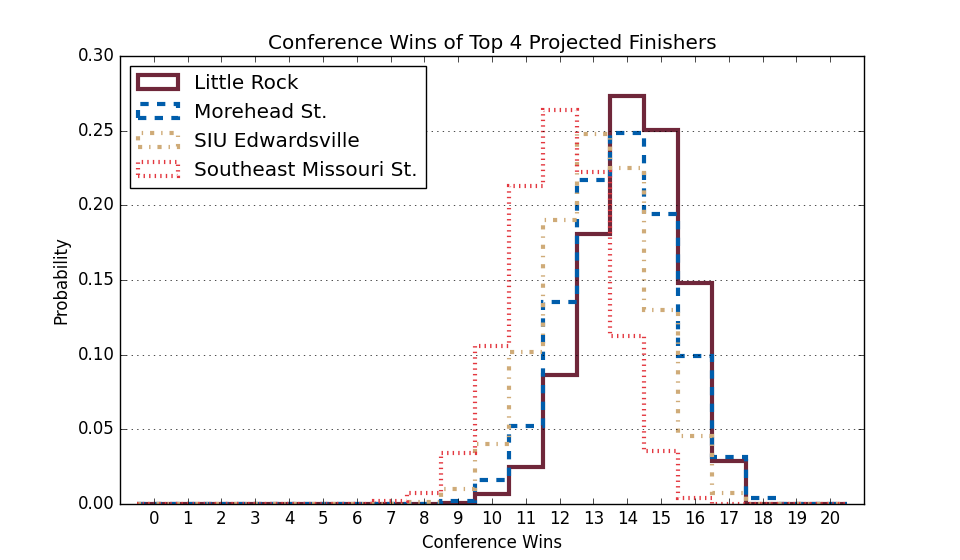 Conference Wins of Top 4 Projected Finishers
0.30
0.25
0.20
0.15
0.10
0.05
0.00
Probability
Little Rock
Morehead St.
SIU Edwardsville
Southeast Missouri St.
0 1 2 3 4 5 6 7 8 9 10 11 12 13 14 15 16 17 18 19 20
Conference Wins